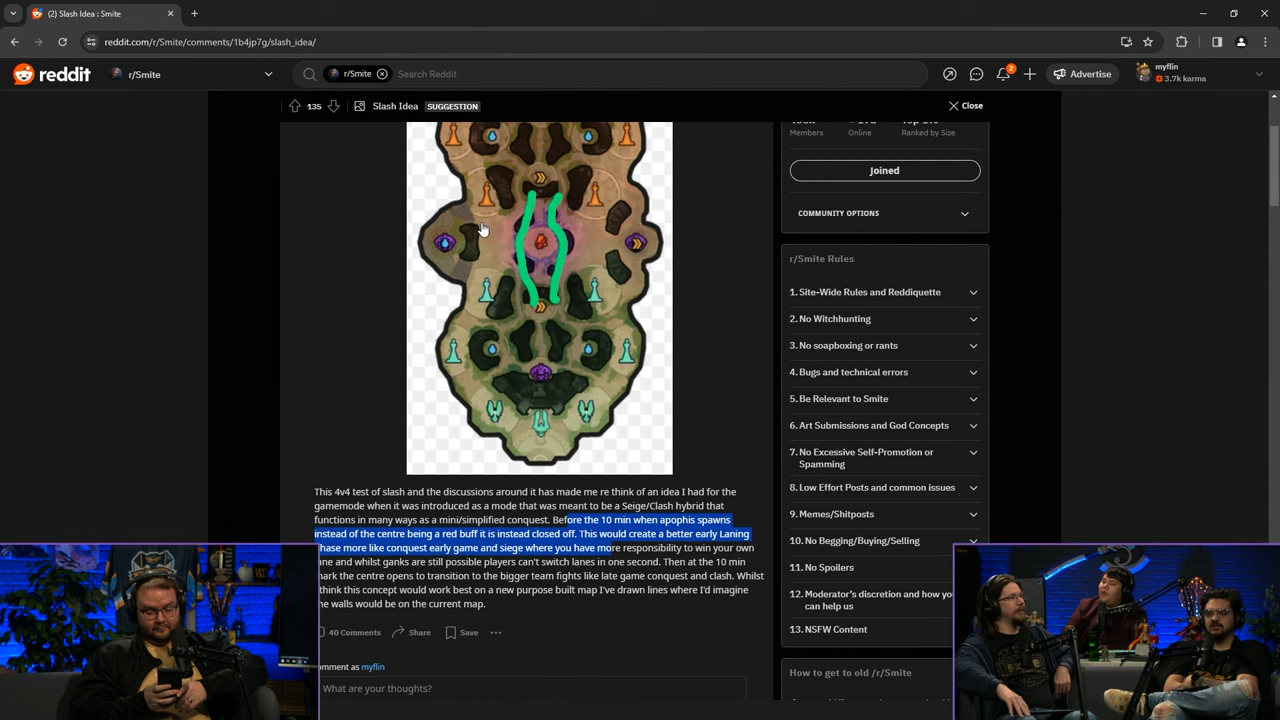 (2) Slash Idea : Smite
reddit.com/r/Smite/comments/1b4jp7g/slash_idea/
reddit
r/Smite
r/Smite
Search Reddit
2
Advertise
myflin
3.7k karma
135
Slash Idea
SUGGESTION
Close
Members
Online
Ranked by Size
Joined
COMMUNITY OPTIONS
r/Smite Rules
1. Site-Wide Rules and Reddiquette
2. No Witchhunting
3. No soapboxing or rants
4. Bugs and technical errors
5. Be Relevant to Smite
6. Art Submissions and God Concepts
7. No Excessive Self-Promotion or
Spamming
8. Low Effort Posts and common issues
9. Memes/Shitposts
10. No Begging/Buying/Selling
11. No Spoilers
12. Moderator's discretion and how you
can help us
13. NSFW Content
How to get to old /r/Smite
This 4v4 test of slash and the discussions around it has made me re think of an idea I had for the
gamemode when it was introduced as a mode that was meant to be a Seige/Clash hybrid that
functions in many ways as a mini/simplified conquest. Before the 10 min when apophis spawns
instead of the centre being a red buff it is instead closed off. This would create a better early Laning
hase more like conquest early game and siege where you have more responsibility to win your own
ane and whilst ganks are still possible players can't switch lanes in one second. Then at the 10 min
mark the centre opens to transition to the bigger team fights like late game conquest and clash. Whilst
think this concept would work best on a new purpose built map I've drawn lines where I'd imagine
he walls would be on the current map.
40 Comments
Share
Save
omment as myflin
What are your thoughts?